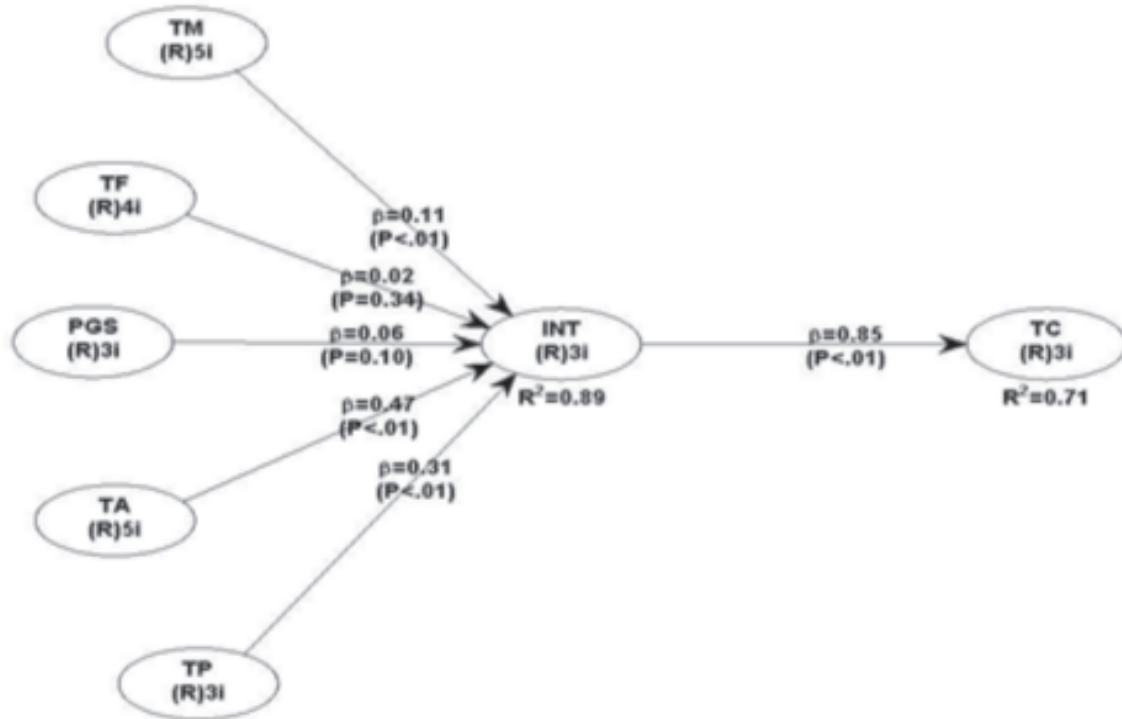 TM
(R)5i
TF
(R)4i
β=0.11
(P<.01)
β=0.02
(P=0.34)
PGS
(R)3i
β=0.06
(P=0.10)
INT
(R)3i
R²=0.89
β=0.85
(P<.01)
TC
(R)3i
R²=0.71
β=0.47
(P<.01)
β=0.31
(P<.01)
TA
(R)5i
TP
(R)3i